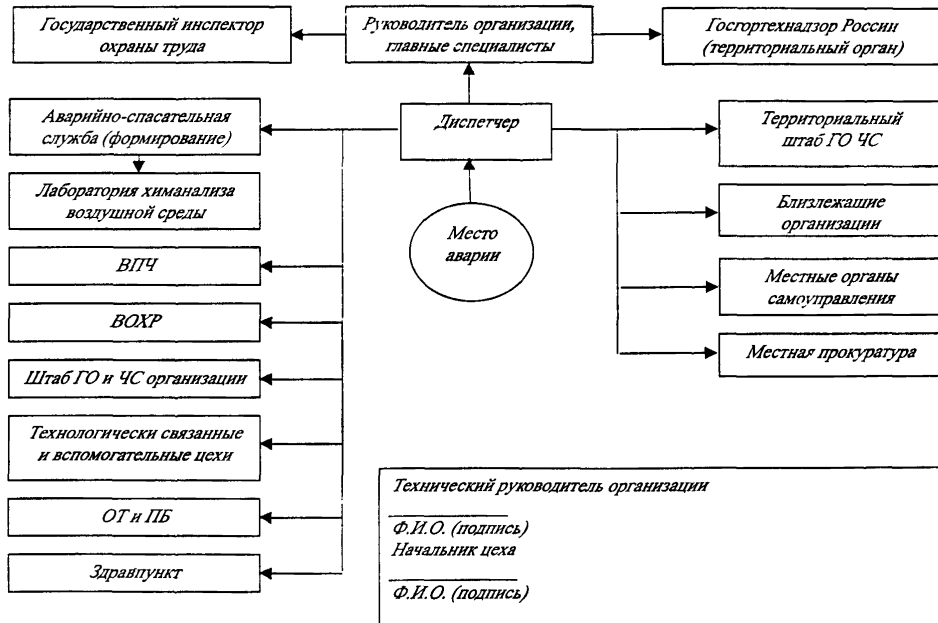 Государственный инспектор
охраны труда
Руководитель организации,
главные специалисты
Госгортехнадзор России
(территориальный орган)
Аварийно-спасательная
служба (формирование)
Диспетчер
Территориальный
штаб ГО ЧС
Лаборатория химанализа
воздушной среды
Место
аварии
Близлежашие
организации
ВПЧ
Местные органы
самоуправления
ВОХР
Местная прокуратура
Штаб ГО и ЧС организации
Технологически связанные
и вспомогательные цехи
ОТ и ПБ
Здравпункт
Технический руководитель организации
Ф.И.О. (подпись)
Начальник цеха
Ф.И.О. (подпись)